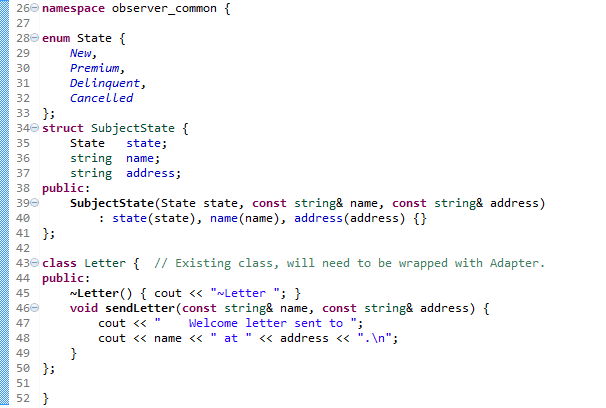 26 namespace observer_common {
27
28 enum State {
29     New,
30     Premium,
31     Delinquent,
32     Cancelled
33 };
34 struct SubjectState {
35     State   state;
36     string  name;
37     string  address;
38 public:
39     SubjectState(State state, const string& name, const string& address)
40         : state(state), name(name), address(address) {}
41 };
42
43 class Letter {  // Existing class, will need to be wrapped with Adapter.
44 public:
45     ~Letter() { cout << "~Letter "; }
46     void sendLetter(const string& name, const string& address) {
47         cout << "    Welcome letter sent to ";
48         cout << name << " at " << address << ".\n";
49     }
50 };
51
52 }